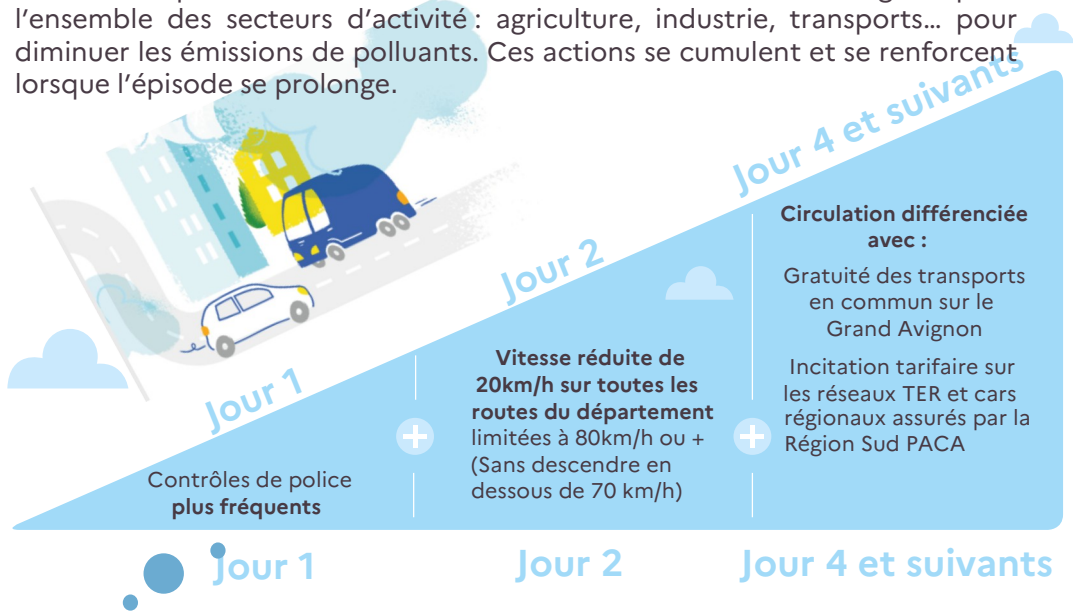 l’ensemble des secteurs d’activité : agriculture, industrie, transports… pour
diminuer les émissions de polluants. Ces actions se cumulent et se renforcent
lorsque l’épisode se prolonge.
Jour 1
Contrôles de police
plus fréquents
Jour 2
Vitesse réduite de
20km/h sur toutes les
routes du département
limitées à 80km/h ou +
(Sans descendre en
dessous de 70 km/h)
Jour 4 et suivants
Circulation différenciée
avec :
Gratuité des transports
en commun sur le
Grand Avignon
Incitation tarifaire sur
les réseaux TER et cars
régionaux assurés par la
Région Sud PACA
Jour 1
Jour 2
Jour 4 et suivants